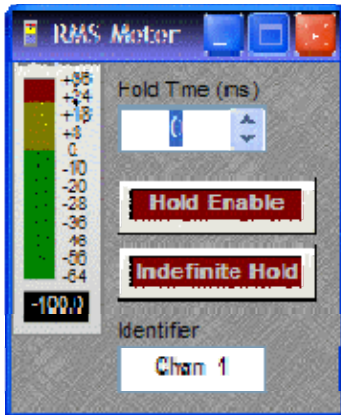 RMS Meter
+36
+24
+18
+8
0
-10
-20
-28
-36
-46
-56
-64
-100.0
Hold Time (ms)
0
Hold Enable
Indefinite Hold
Identifier
Chan 1